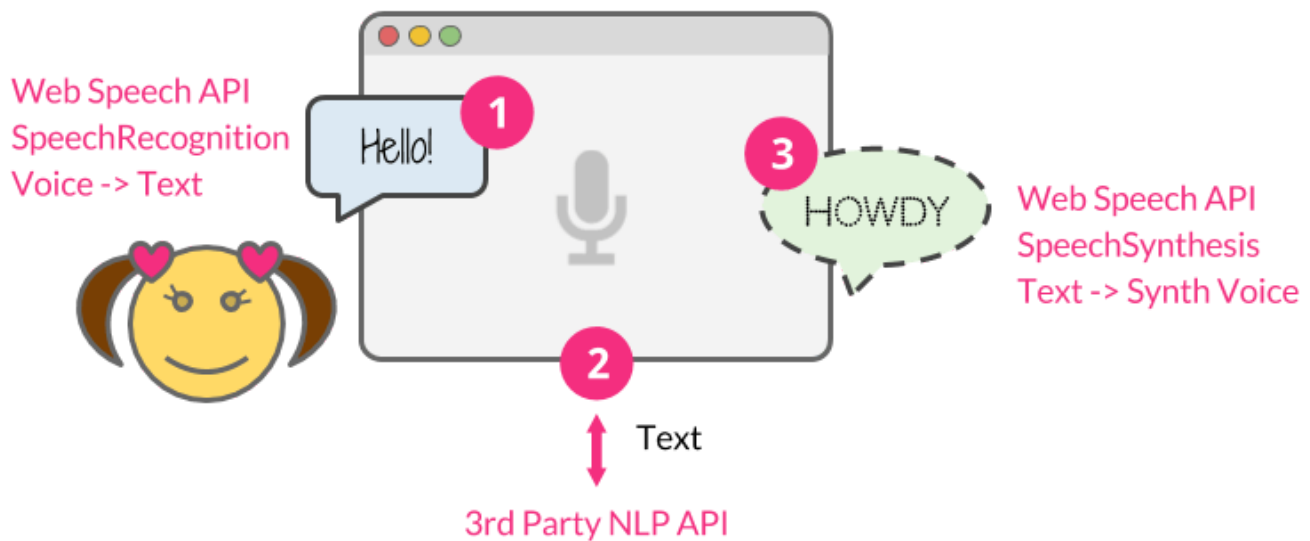 Web Speech API
SpeechRecognition
Voice -> Text
Hello!
1
3
HOWDY
Web Speech API
SpeechSynthesis
Text -> Synth Voice
2
Text
3rd Party NLP API